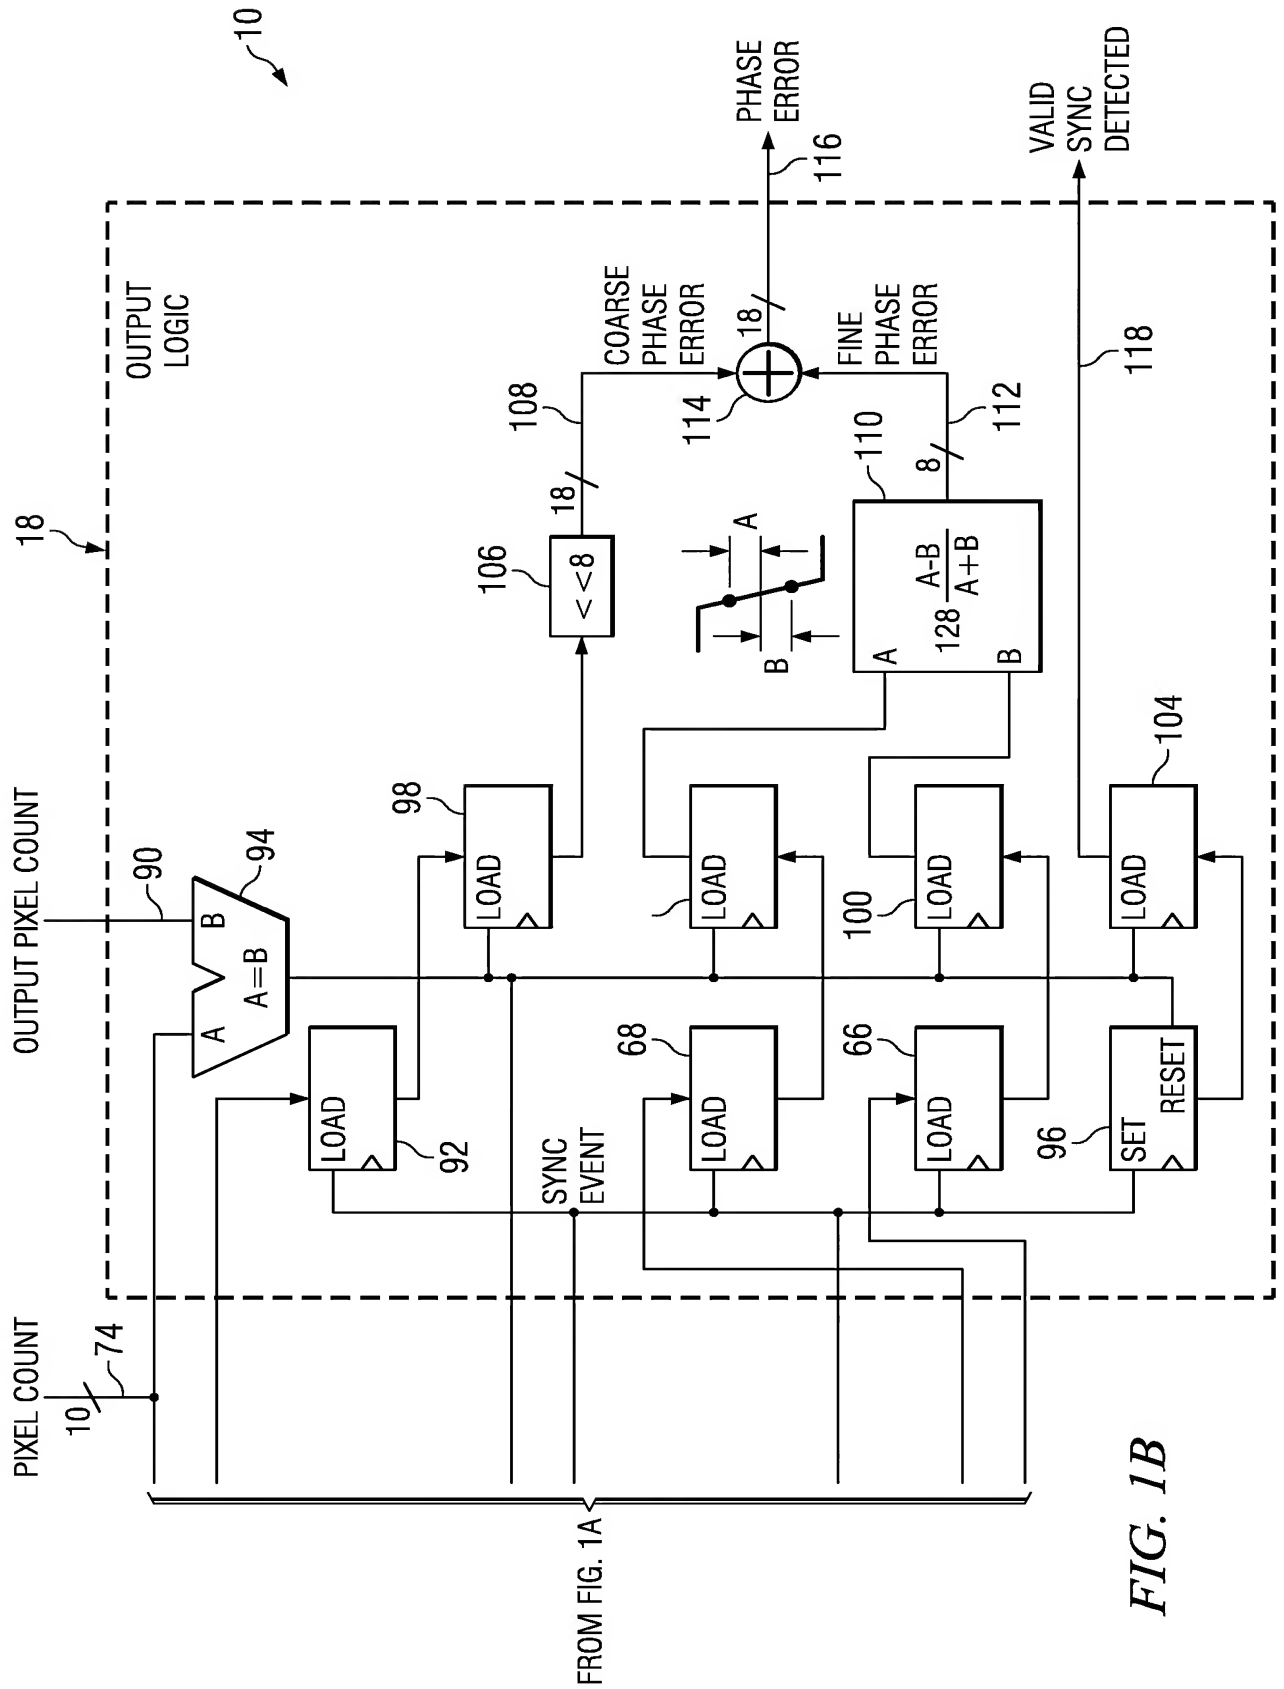 10
18
OUTPUT PIXEL COUNT
90
94
A
B
A=B
PIXEL COUNT
10
74
OUTPUT
LOGIC
LOAD
92
LOAD
98
<<8
106
18
108
COARSE
PHASE
ERROR
SYNC
EVENT
LOAD
68
LOAD
A
B
114
18
116
PHASE
ERROR
LOAD
66
LOAD
100
A
B
128 A-B
A+B
110
8
112
FINE
PHASE
ERROR
SET
RESET
96
LOAD
104
118
VALID
SYNC
DETECTED
FROM FIG. 1A
FIG. 1B